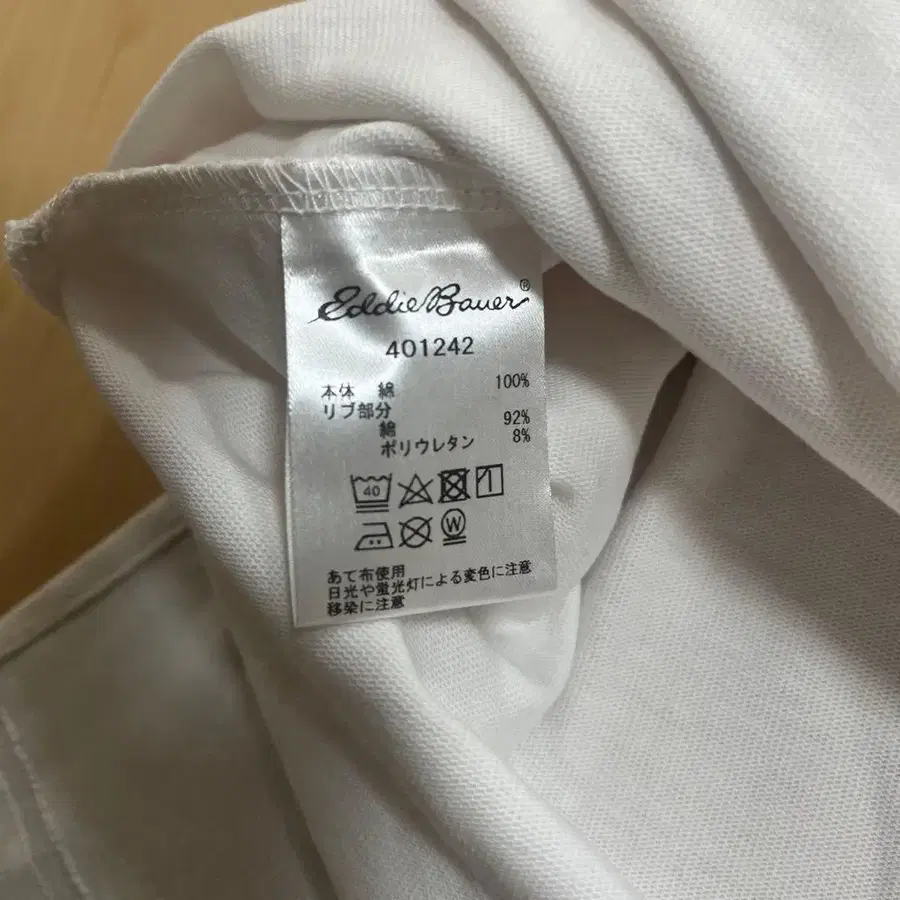 Eddie Bauer®
401242
本体 綿 100%
リブ部分
綿 92%
ポリウレタン 8%
40
W
あて布使用
日光や蛍光灯による変色に注意
移染に注意